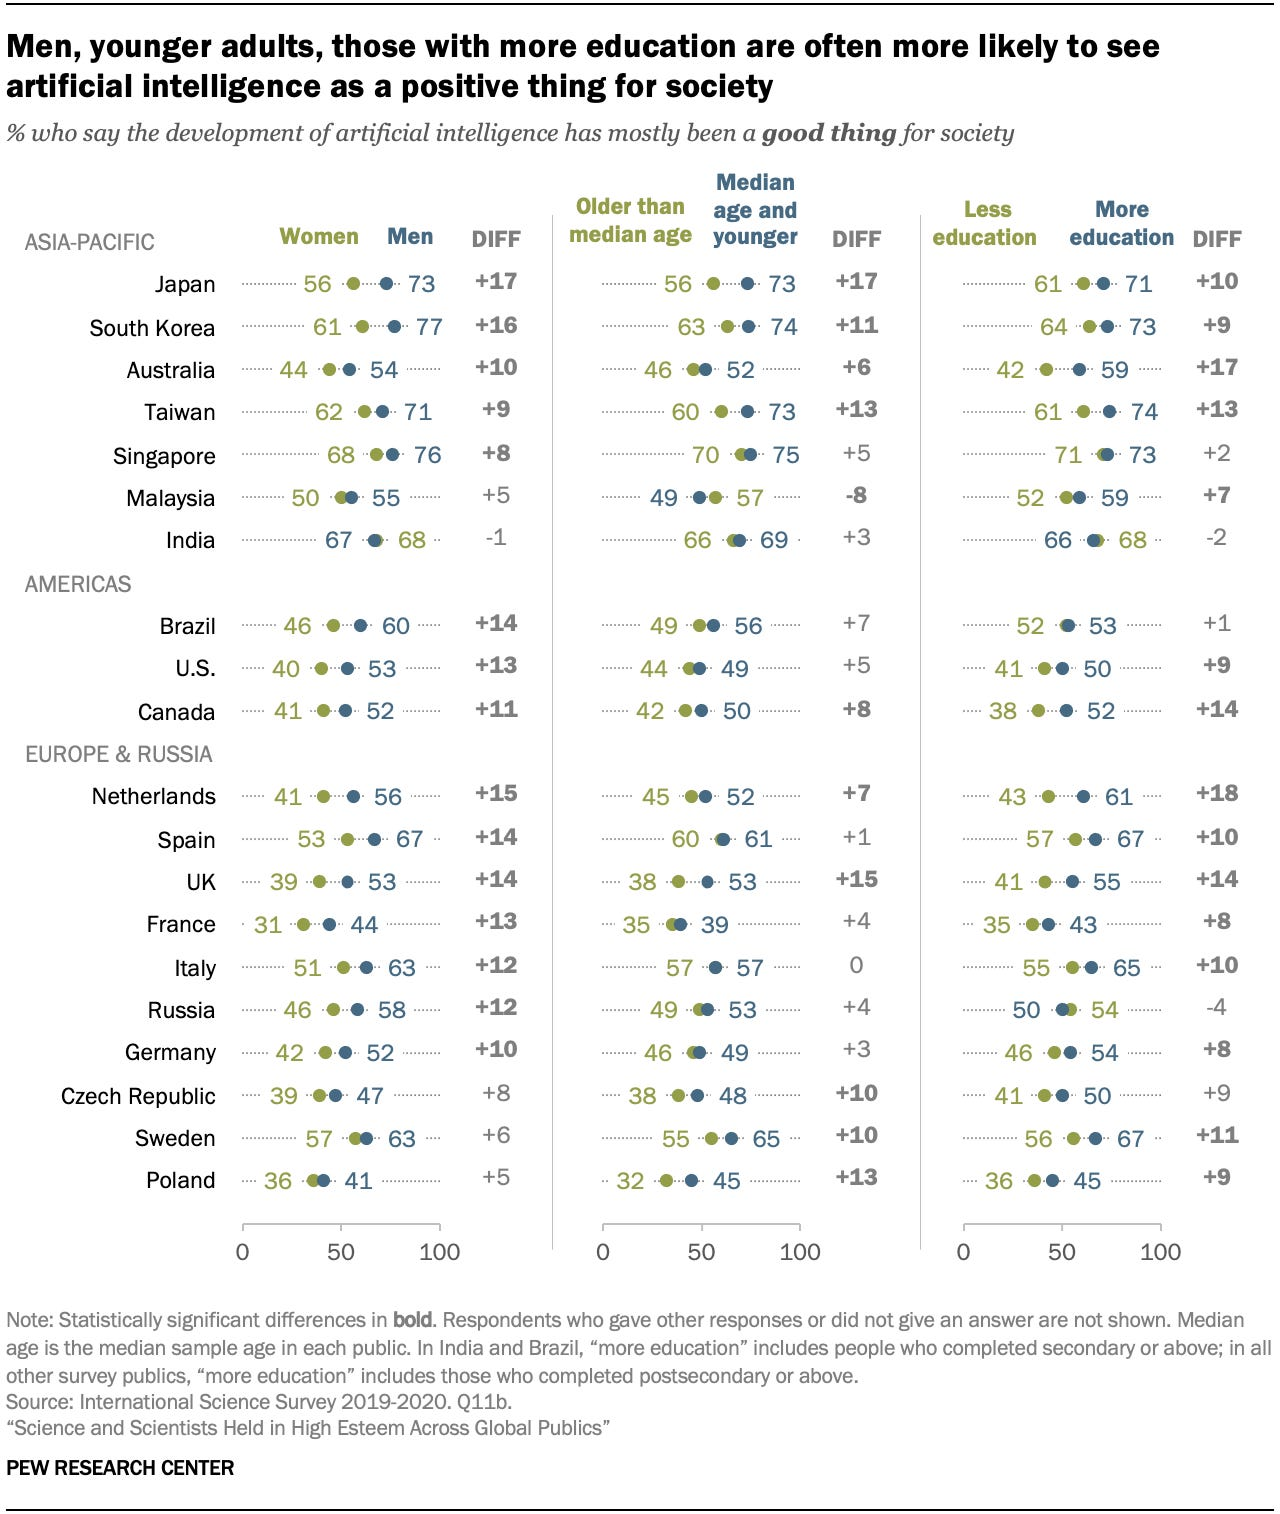 Men, younger adults, those with more education are often more likely to see
artificial intelligence as a positive thing for society
% who say the development of artificial intelligence has mostly been a good thing for society
ASIA-PACIFIC Women Men DIFF Older than median age Median age and younger DIFF Less education More education DIFF
Japan 56 73 +17 56 73 +17 61 71 +10
South Korea 61 77 +16 63 74 +11 64 73 +9
Australia 44 54 +10 46 52 +6 42 59 +17
Taiwan 62 71 +9 60 73 +13 61 74 +13
Singapore 68 76 +8 70 75 +5 71 73 +2
Malaysia 50 55 +5 49 57 -8 52 59 +7
India 67 68 -1 66 69 +3 66 68 -2
AMERICAS
Brazil 46 60 +14 49 56 +7 52 53 +1
U.S. 40 53 +13 44 49 +5 41 50 +9
Canada 41 52 +11 42 50 +8 38 52 +14
EUROPE & RUSSIA
Netherlands 41 56 +15 45 52 +7 43 61 +18
Spain 53 67 +14 60 61 +1 57 67 +10
UK 39 53 +14 38 53 +15 41 55 +14
France 31 44 +13 35 39 +4 35 43 +8
Italy 51 63 +12 57 57 0 55 65 +10
Russia 46 58 +12 49 53 +4 50 54 -4
Germany 42 52 +10 46 49 +3 46 54 +8
Czech Republic 39 47 +8 38 48 +10 41 50 +9
Sweden 57 63 +6 55 65 +10 56 67 +11
Poland 36 41 +5 32 45 +13 36 45 +9
0 50 100 0 50 100 0 50 100
Note: Statistically significant differences in bold. Respondents who gave other responses or did not give an answer are not shown. Median
age is the median sample age in each public. In India and Brazil, “more education” includes people who completed secondary or above; in all
other survey publics, “more education” includes those who completed postsecondary or above.
Source: International Science Survey 2019-2020. Q11b.
“Science and Scientists Held in High Esteem Across Global Publics”
PEW RESEARCH CENTER